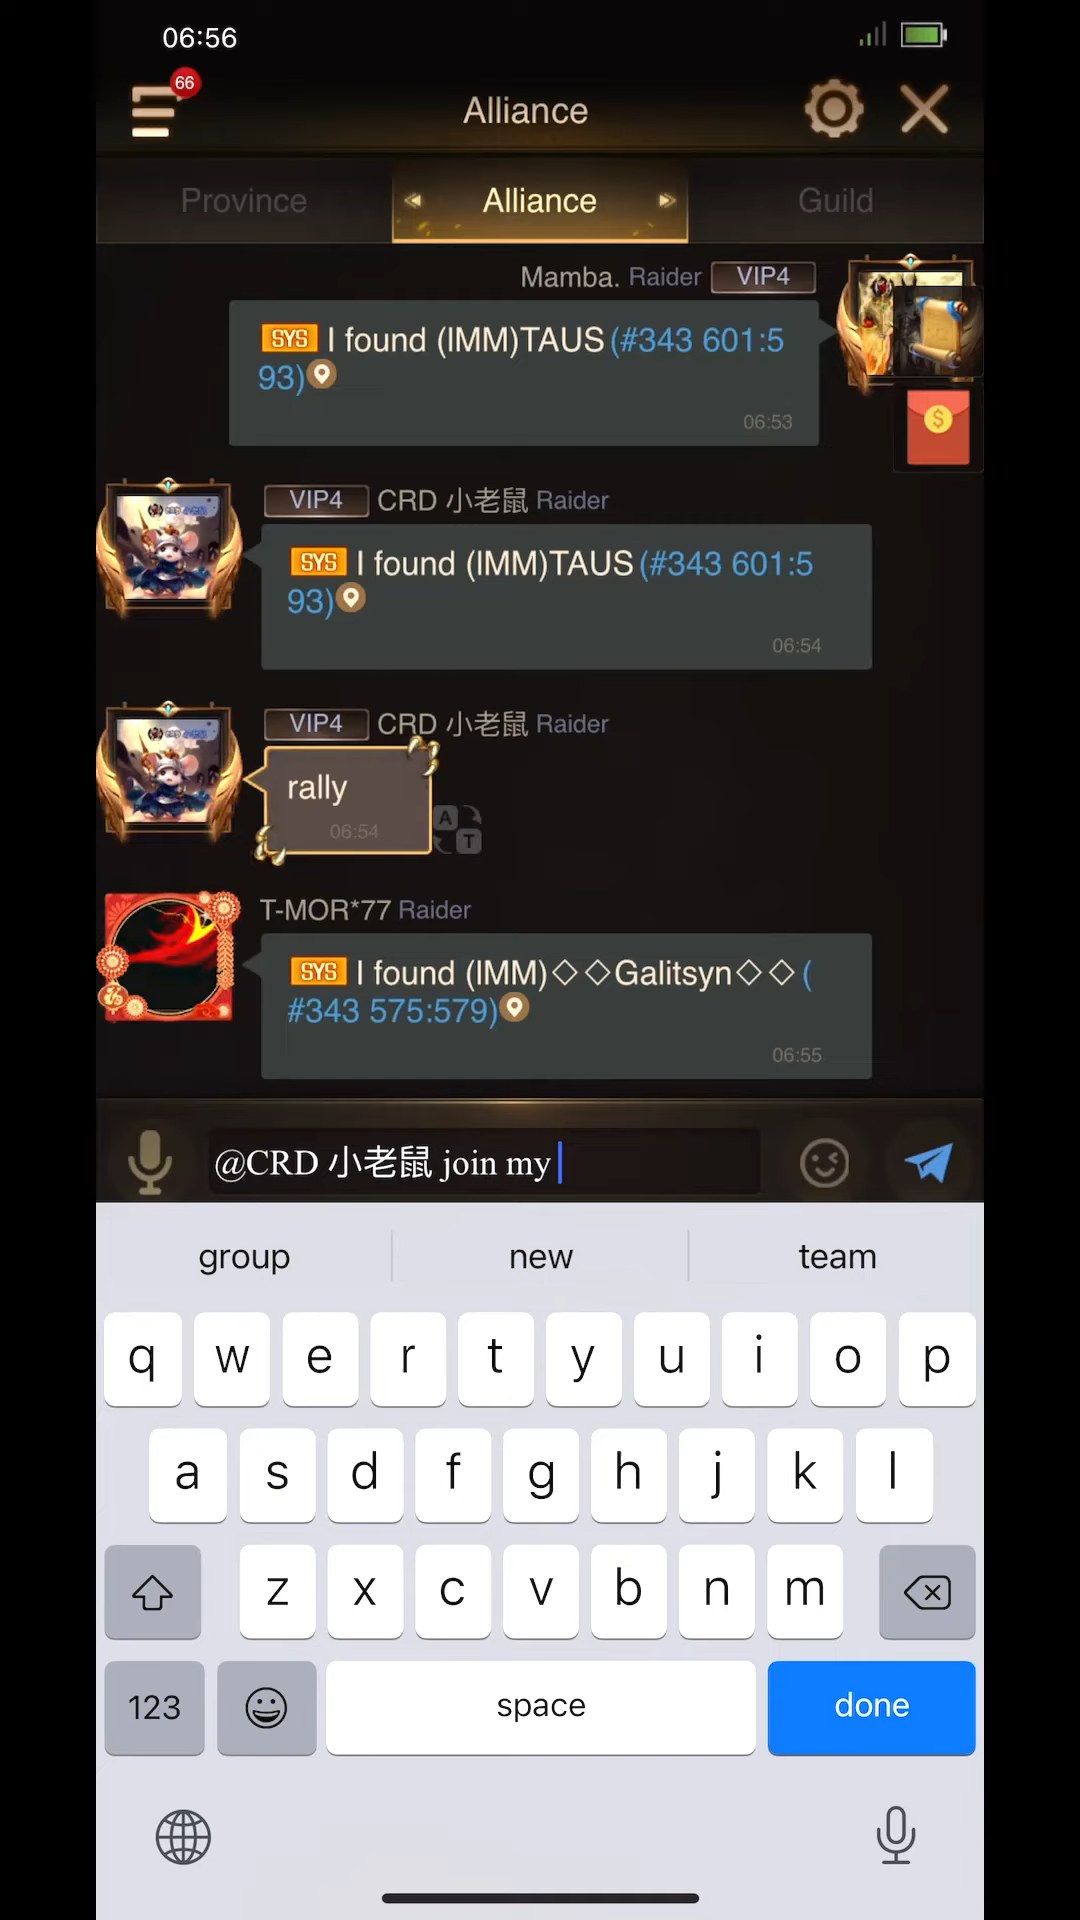 06:56
66
Alliance
Province
Alliance
Guild
Mamba. Raider VIP4
SYS I found (IMM)TAUS(#343 601:5
93)
06:53
VIP4 CRD 小老鼠 Raider
SYS I found (IMM)TAUS(#343 601:5
93)
06:54
VIP4 CRD 小老鼠 Raider
rally
06:54
A
T
T-MOR*77 Raider
SYS I found (IMM)◇◇Galitsyn◇◇(
#343 575:579)
06:55
@CRD 小老鼠 join my
group new team
q w e r t y u i o p
a s d f g h j k l
z x c v b n m
123 space done